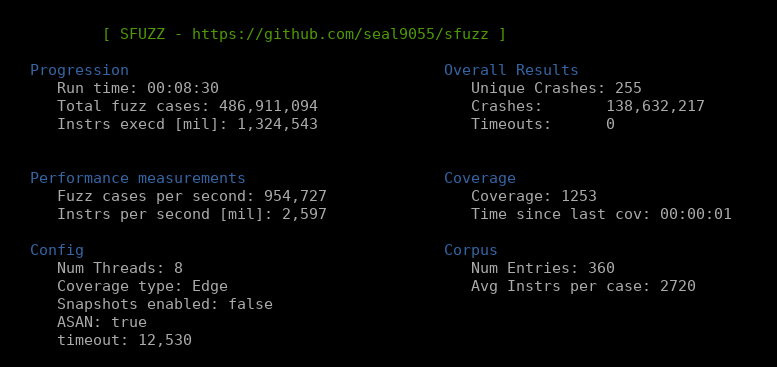 [ SFUZZ - https://github.com/seal9055/sfuzz ]
Progression
Run time: 00:08:30
Total fuzz cases: 486,911,094
Instrs execd [mil]: 1,324,543
Overall Results
Unique Crashes: 255
Crashes: 138,632,217
Timeouts: 0
Performance measurements
Fuzz cases per second: 954,727
Instrs per second [mil]: 2,597
Coverage
Coverage: 1253
Time since last cov: 00:00:01
Config
Num Threads: 8
Coverage type: Edge
Snapshots enabled: false
ASAN: true
timeout: 12,530
Corpus
Num Entries: 360
Avg Instrs per case: 2720